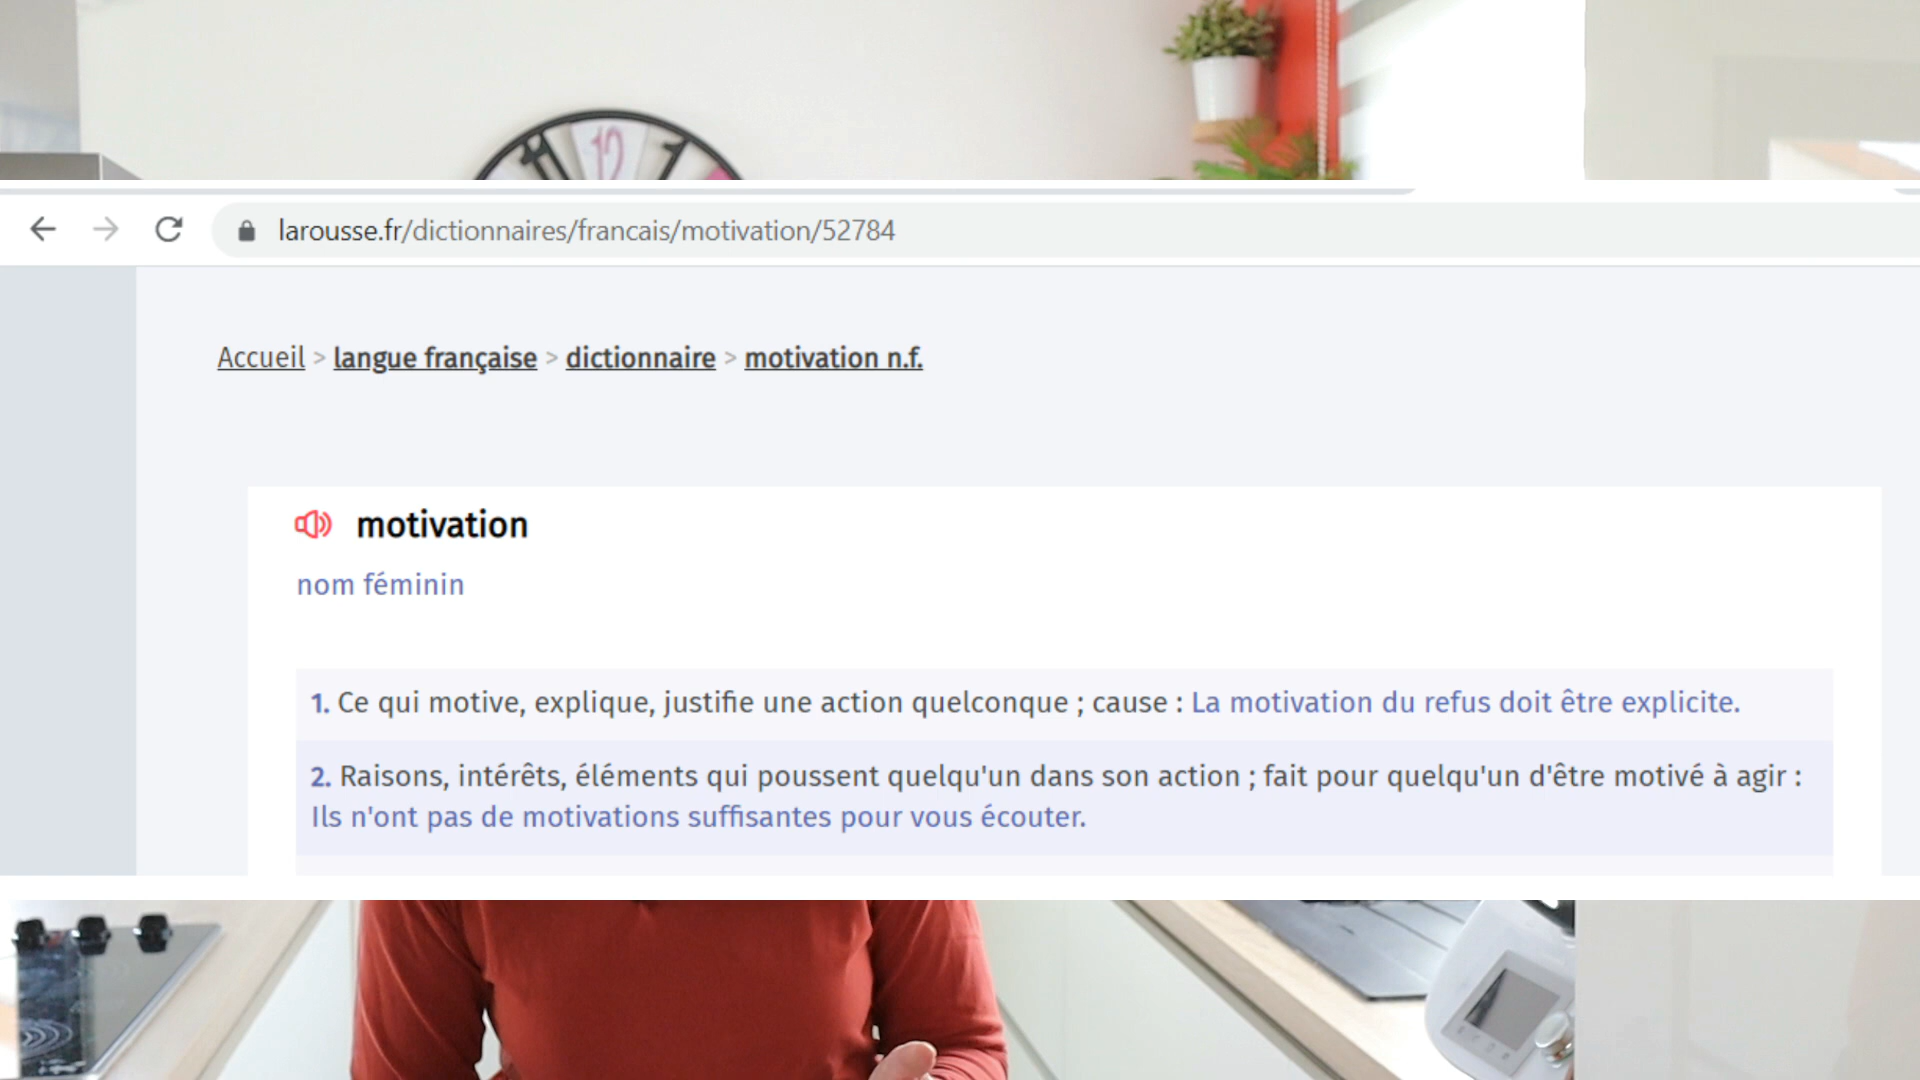 12
1
larousse.fr/dictionnaires/francais/motivation/52784
Accueil > langue française > dictionnaire > motivation n.f.
motivation
nom féminin
1. Ce qui motive, explique, justifie une action quelconque ; cause : La motivation du refus doit être explicite.
2. Raisons, intérêts, éléments qui poussent quelqu'un dans son action ; fait pour quelqu'un d'être motivé à agir :
Ils n'ont pas de motivations suffisantes pour vous écouter.